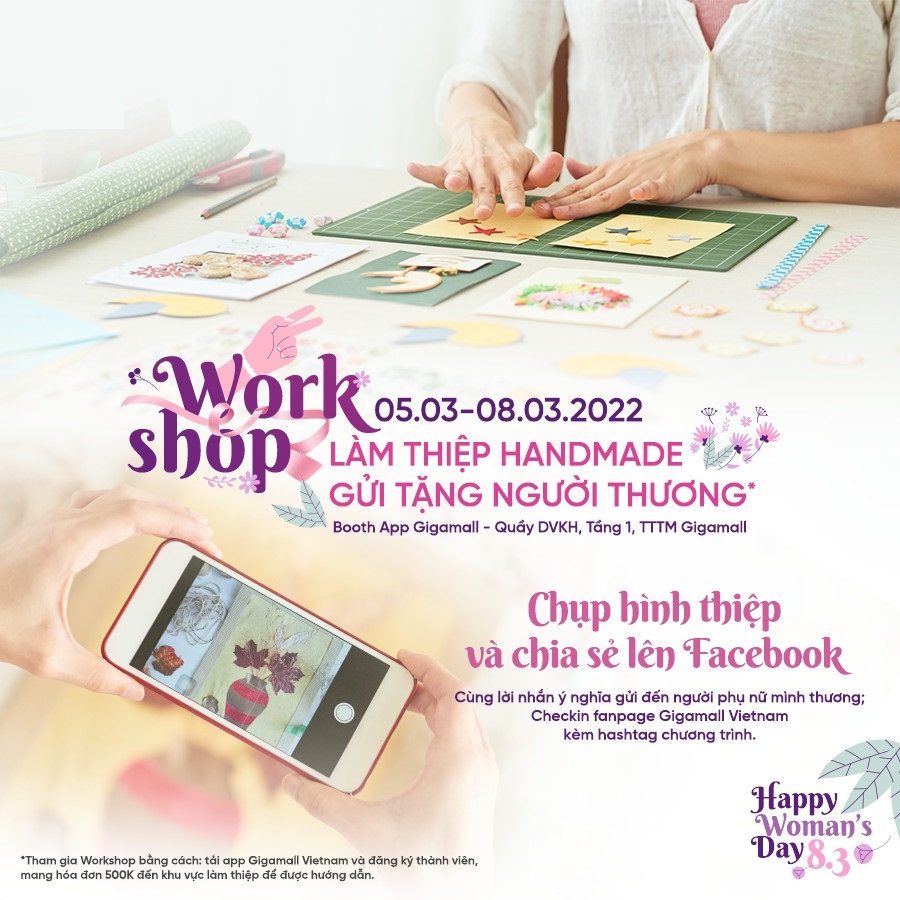 Work
shop
05.03-08.03.2022
LÀM THIỆP HANDMADE
GỬI TẶNG NGƯỜI THƯƠNG*
Booth App Gigamall - Quầy DVKH, Tầng 1, TTTM Gigamall
Chụp hình thiệp
và chia sẻ lên Facebook
Cùng lời nhắn ý nghĩa gửi đến người phụ nữ mình thương;
Checkin fanpage Gigamall Vietnam
kèm hashtag chương trình.
Happy
Woman's
Day 8.3
*Tham gia Workshop bằng cách: tải app Gigamall Vietnam và đăng ký thành viên,
mang hóa đơn 500K đến khu vực làm thiệp để được hướng dẫn.